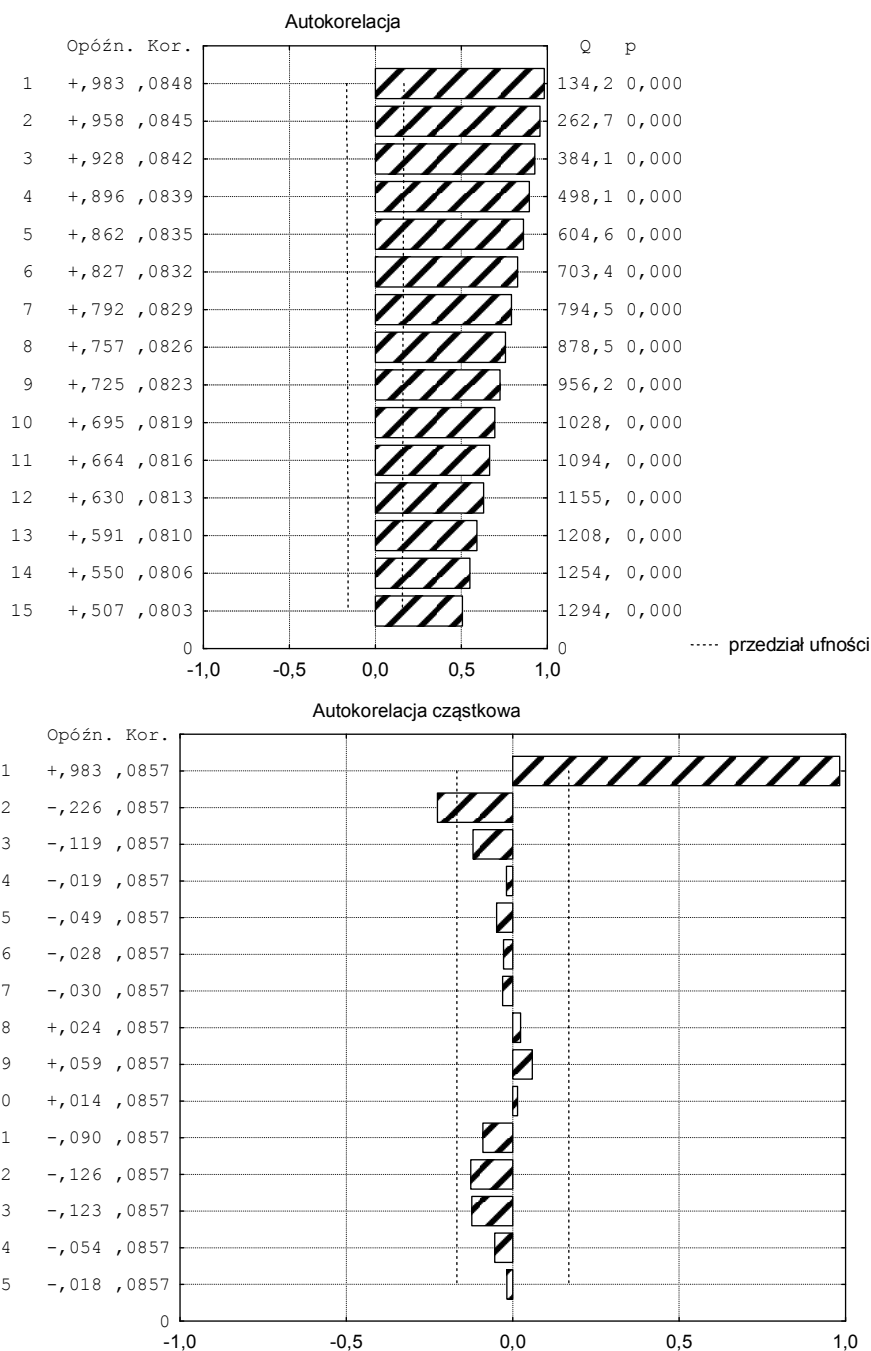 Autokorelacja
Opóźn. Kor. Q p
1 +,983 ,0848 134,2 0,000
2 +,958 ,0845 262,7 0,000
3 +,928 ,0842 384,1 0,000
4 +,896 ,0839 498,1 0,000
5 +,862 ,0835 604,6 0,000
6 +,827 ,0832 703,4 0,000
7 +,792 ,0829 794,5 0,000
8 +,757 ,0826 878,5 0,000
9 +,725 ,0823 956,2 0,000
10 +,695 ,0819 1028, 0,000
11 +,664 ,0816 1094, 0,000
12 +,630 ,0813 1155, 0,000
13 +,591 ,0810 1208, 0,000
14 +,550 ,0806 1254, 0,000
15 +,507 ,0803 1294, 0,000
0 0
przedział ufności
-1,0 -0,5 0,0 0,5 1,0
Autokorelacja cząstkowa
Opóźn. Kor.
1 +,983 ,0857
2 -,226 ,0857
3 -,119 ,0857
4 -,019 ,0857
5 -,049 ,0857
6 -,028 ,0857
7 -,030 ,0857
8 +,024 ,0857
9 +,059 ,0857
0 +,014 ,0857
1 -,090 ,0857
2 -,126 ,0857
3 -,123 ,0857
4 -,054 ,0857
5 -,018 ,0857
0
-1,0 -0,5 0,0 0,5 1,0